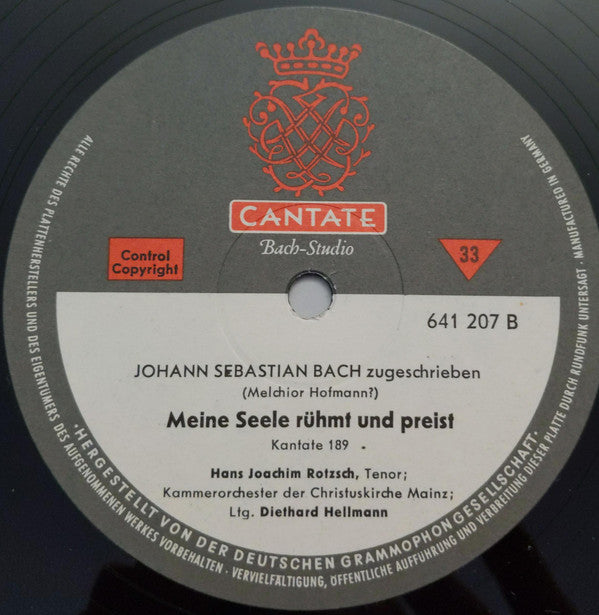 CANTATE
Bach-Studio
Control
Copyright
33
641 207 B
JOHANN SEBASTIAN BACH zugeschrieben
(Melchior Hofmann?)
Meine Seele rühmt und preist
Kantate 189
Hans Joachim Rotzsch, Tenor;
Kammerorchester der Christuskirche Mainz;
Ltg. Diethard Hellmann
·HERGESTELLT VON DER DEUTSCHEN GRAMMOPHON GESELLSCHAFT·
ALLE RECHTE DES PLATTENHERSTELLERS UND DES EIGENTÜMERS DES AUFGENOMMENEN WERKES VORBEHALTEN · VERVIELFÄLTIGUNG, ÖFFENTLICHE AUFFÜHRUNG UND VERBREITUNG DIESER PLATTE DURCH RUNDFUNK UNTERSAGT · MANUFACTURED IN GERMANY